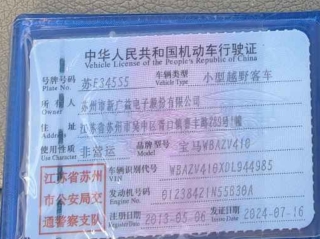 中华人民共和国机动车行驶证
Vehicle License of the People's Republic of China
号牌号码 苏E345S5 车辆类型 小型越野客车
Plate No. Vehicle Type
所有人 苏州市新广益电子股份有限公司
Owner
住址 江苏省苏州市吴中区胥口镇
Address
使用性质 非营运 品牌型号 宝马WBAZV410
Use Character Model
江苏省苏州市公安局交通警察支队
车辆识别代号 WBAZV410XDL944985
VIN
发动机号码 01238421N55B30A
Engine No.
注册日期 2013-05-06 发证日期 2024-07-16
Register Date Issue Date